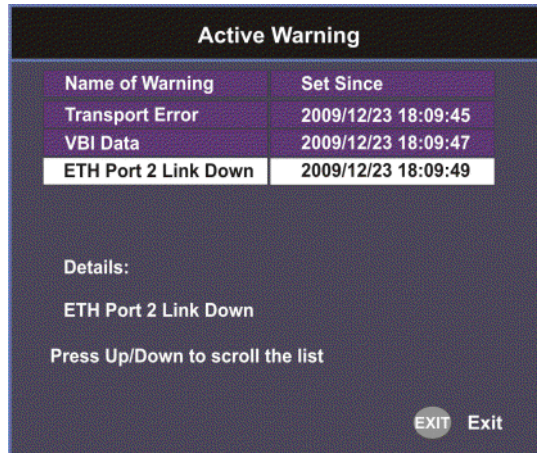 Active Warning
Name of Warning Set Since
Transport Error 2009/12/23 18:09:45
VBI Data 2009/12/23 18:09:47
ETH Port 2 Link Down 2009/12/23 18:09:49
Details:
ETH Port 2 Link Down
Press Up/Down to scroll the list
EXIT Exit